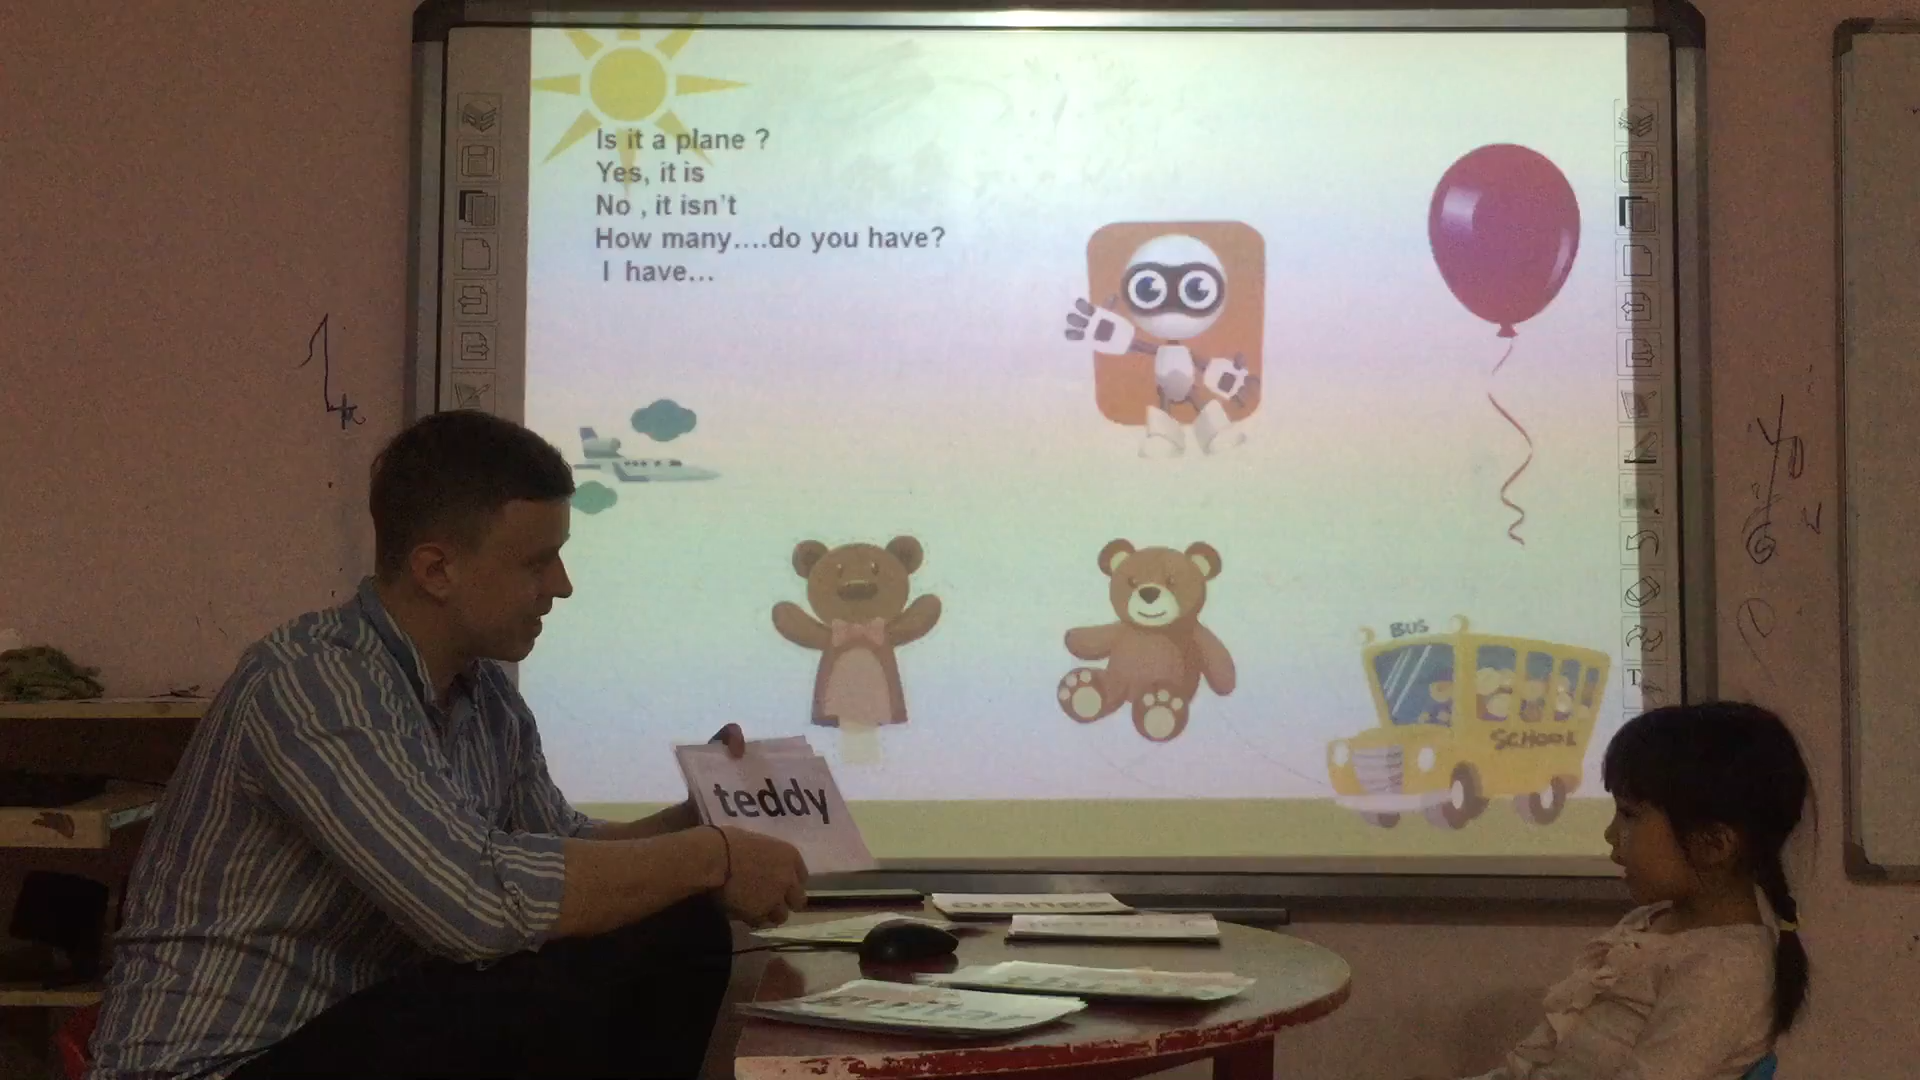 Is it a plane ?
Yes, it is
No , it isn't
How many....do you have?
I have...
BUS
SCHOOL
teddy
orange
guitar